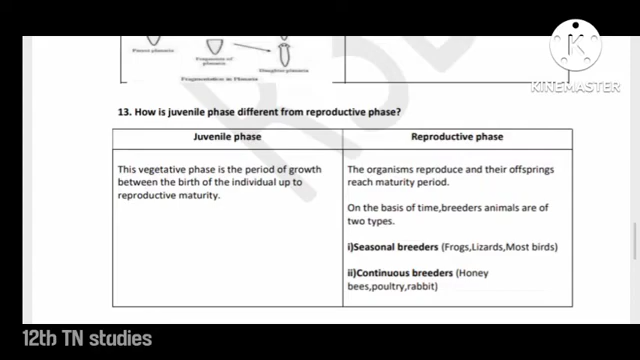 KINEMASTER
Fragmentation in Planaria
13. How is juvenile phase different from reproductive phase?
Juvenile phase
Reproductive phase
This vegetative phase is the period of growth
between the birth of the individual up to
reproductive maturity.
The organisms reproduce and their offsprings
reach maturity period.
On the basis of time,breeders animals are of
two types.
i)Seasonal breeders (Frogs,Lizards,Most birds)
ii)Continuous breeders (Honey
bees,poultry,rabbit)
12th TN studies